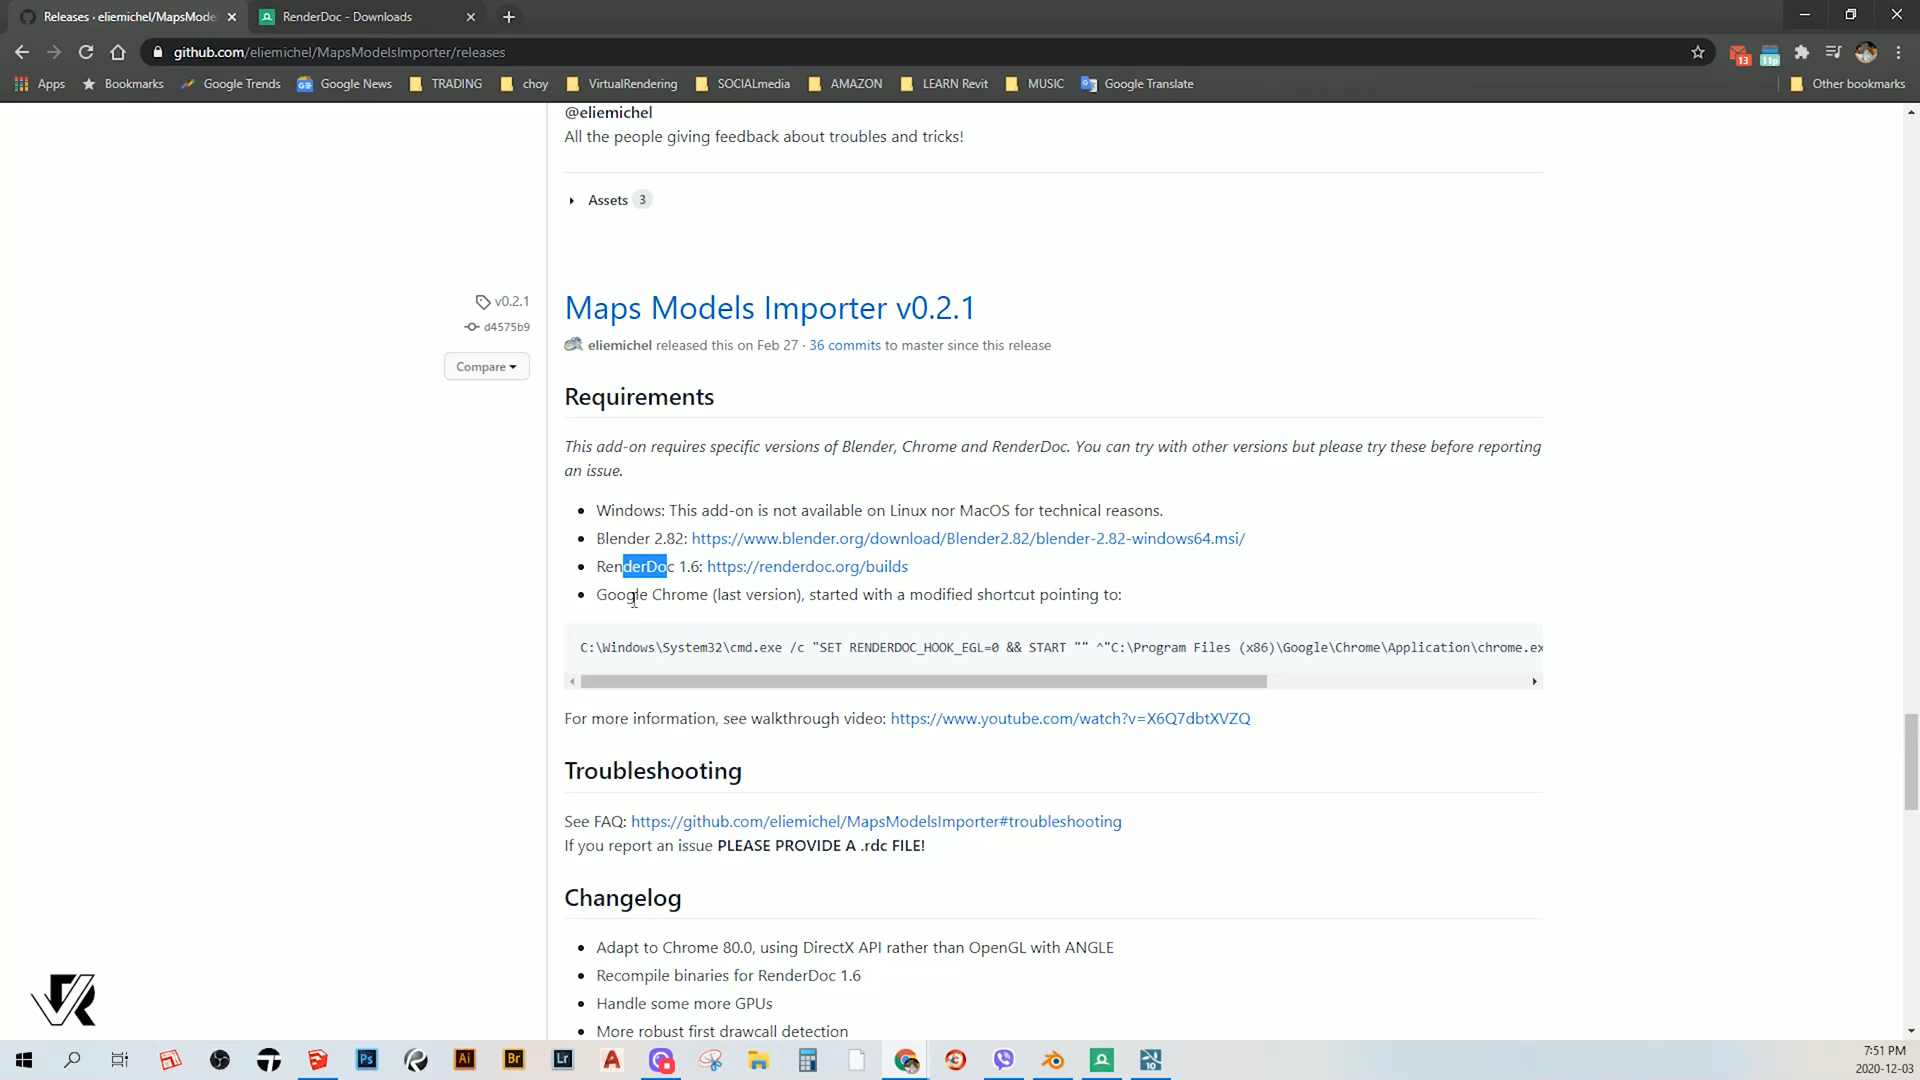 Releases · eliemichel/MapsMode
RenderDoc - Downloads
github.com/eliemichel/MapsModelsImporter/releases
13
11p
Apps
Bookmarks
Google Trends
Google News
TRADING
choy
VirtualRendering
SOCIALmedia
AMAZON
LEARN Revit
MUSIC
Google Translate
Other bookmarks
@eliemichel
All the people giving feedback about troubles and tricks!
Assets 3
v0.2.1
d4575b9
Compare
Maps Models Importer v0.2.1
eliemichel released this on Feb 27 · 36 commits to master since this release
Requirements
This add-on requires specific versions of Blender, Chrome and RenderDoc. You can try with other versions but please try these before reporting
an issue.
• Windows: This add-on is not available on Linux nor MacOS for technical reasons.
• Blender 2.82: https://www.blender.org/download/Blender2.82/blender-2.82-windows64.msi/
• RenderDoc 1.6: https://renderdoc.org/builds
• Google Chrome (last version), started with a modified shortcut pointing to:
C:\Windows\System32\cmd.exe /c "SET RENDERDOC_HOOK_EGL=0 && START "" ^"C:\Program Files (x86)\Google\Chrome\Application\chrome.ex
For more information, see walkthrough video: https://www.youtube.com/watch?v=X6Q7dbtXVZQ
Troubleshooting
See FAQ: https://github.com/eliemichel/MapsModelsImporter#troubleshooting
If you report an issue PLEASE PROVIDE A .rdc FILE!
Changelog
• Adapt to Chrome 80.0, using DirectX API rather than OpenGL with ANGLE
• Recompile binaries for RenderDoc 1.6
• Handle some more GPUs
• More robust first drawcall detection
VR
Ps
Ai
Br
Lr
A
10
7:51 PM
2020-12-03